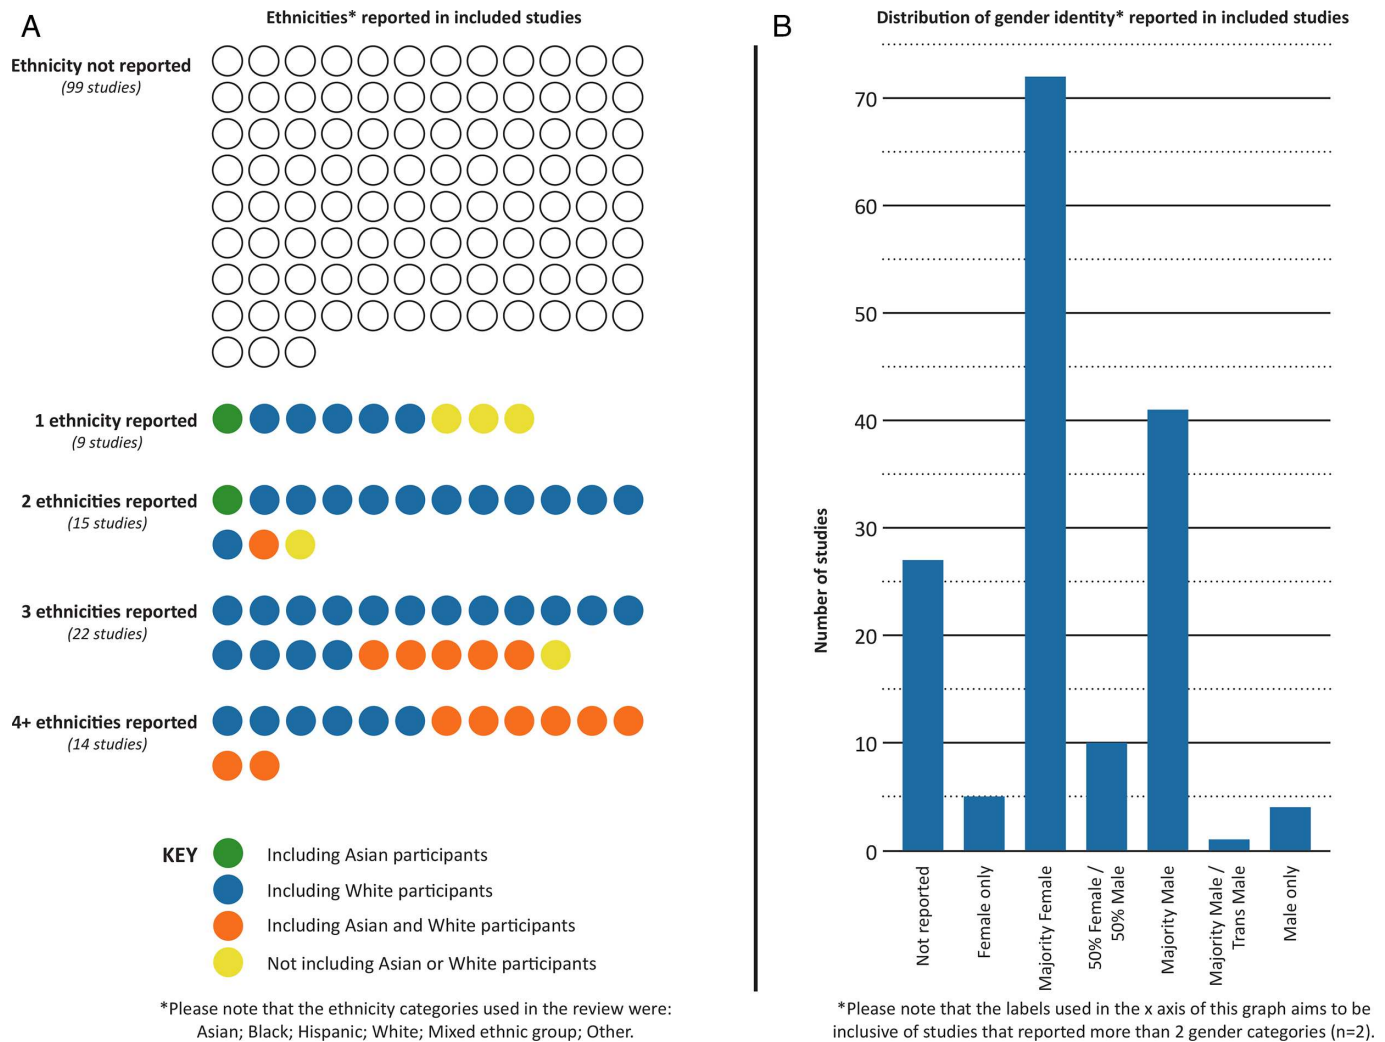 A
Ethnicities* reported in included studies
Ethnicity not reported
(99 studies)
1 ethnicity reported
(9 studies)
2 ethnicities reported
(15 studies)
3 ethnicities reported
(22 studies)
4+ ethnicities reported
(14 studies)
KEY
Including Asian participants
Including White participants
Including Asian and White participants
Not including Asian or White participants
*Please note that the ethnicity categories used in the review were:
Asian; Black; Hispanic; White; Mixed ethnic group; Other.
B
Distribution of gender identity* reported in included studies
Number of studies
70
60
50
40
30
20
10
0
Not reported
Female only
Majority Female
50% Female /
50% Male
Majority Male
Majority Male /
Trans Male
Male only
*Please note that the labels used in the x axis of this graph aims to be
inclusive of studies that reported more than 2 gender categories (n=2).